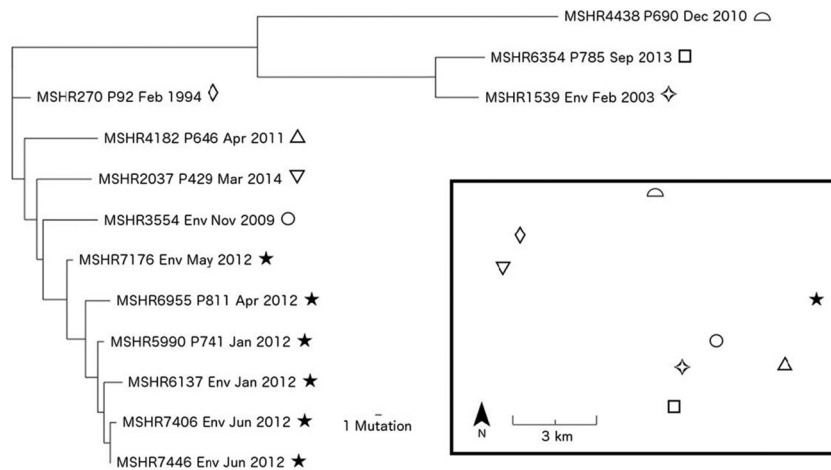 MSHR4438 P690 Dec 2010
MSHR6354 P785 Sep 2013
MSHR1539 Env Feb 2003
MSHR270 P92 Feb 1994
MSHR4182 P646 Apr 2011
MSHR2037 P429 Mar 2014
MSHR3554 Env Nov 2009
MSHR7176 Env May 2012
MSHR6955 P811 Apr 2012
MSHR5990 P741 Jan 2012
MSHR6137 Env Jan 2012
MSHR7406 Env Jun 2012
MSHR7446 Env Jun 2012
1 Mutation
N
3 km